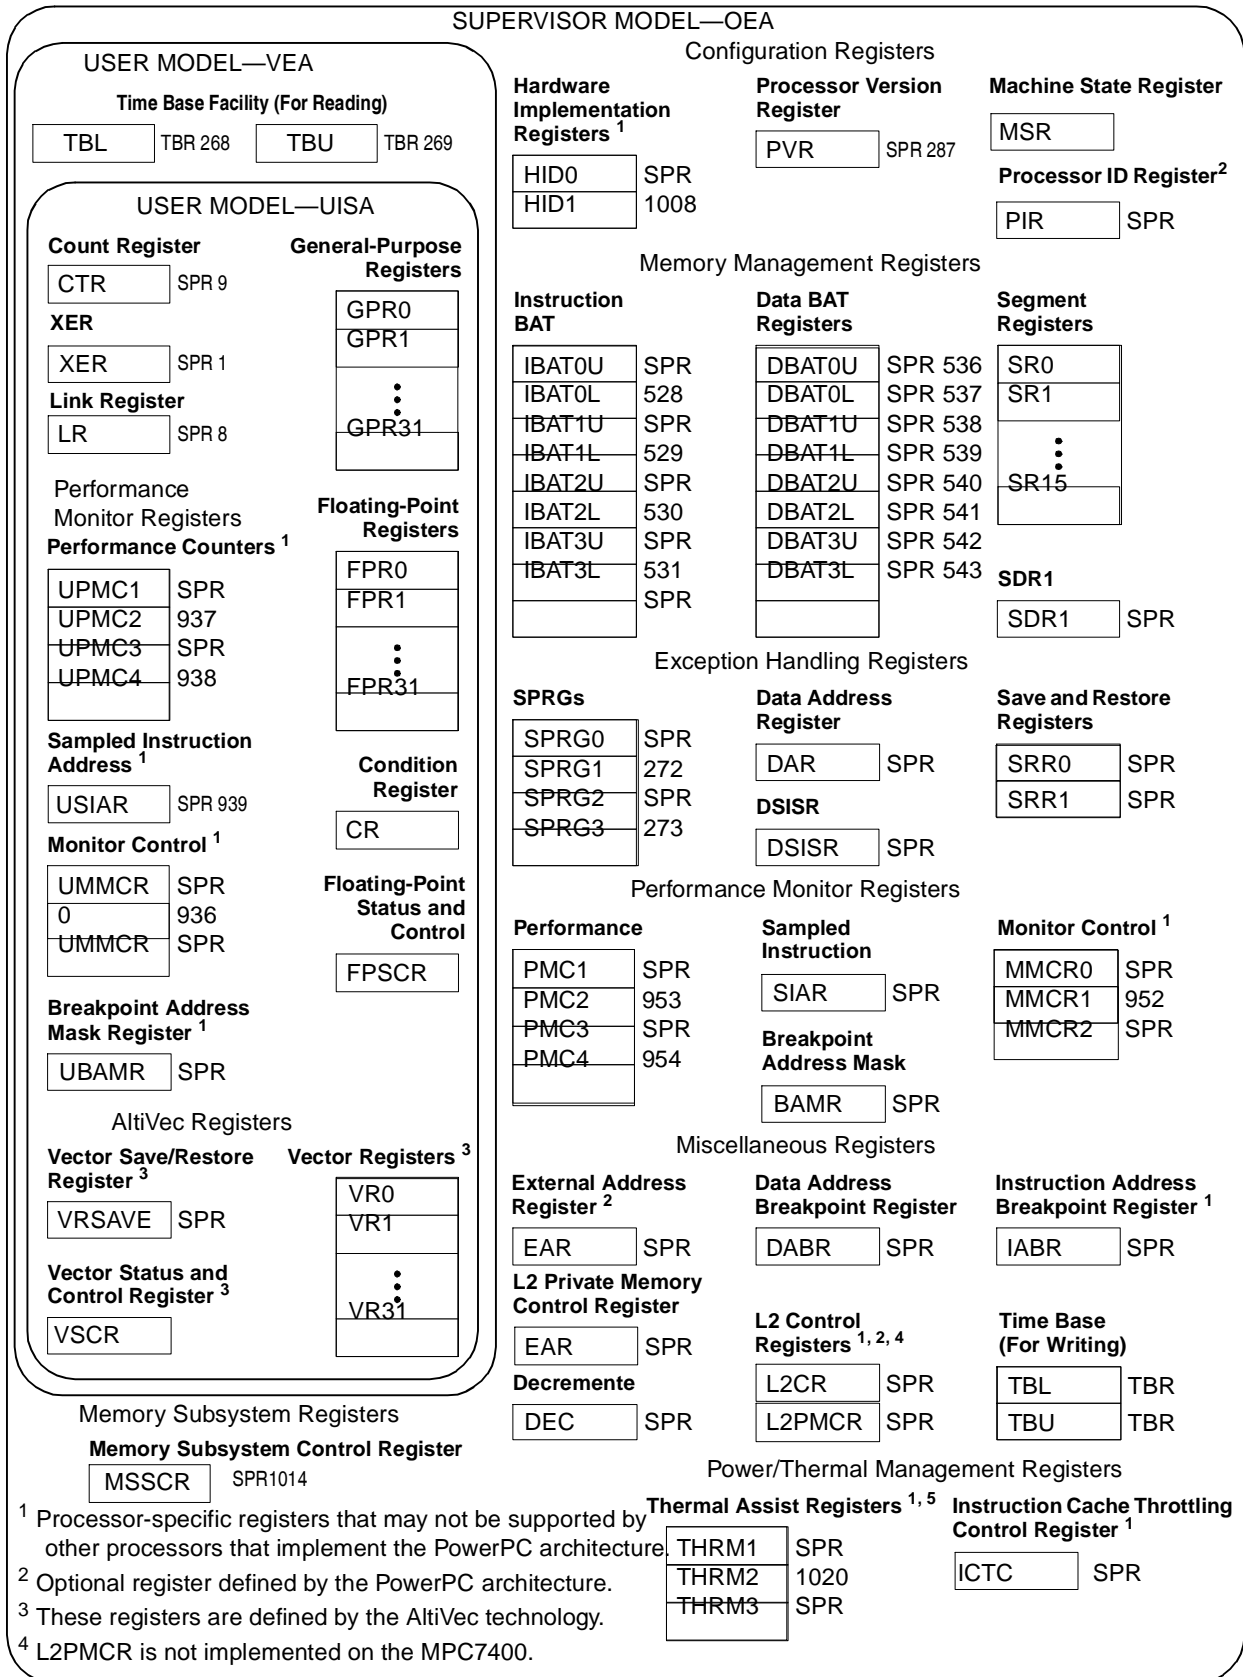 SUPERVISOR MODEL—OEA
USER MODEL—VEA
Time Base Facility (For Reading)
TBL TBR 268 TBU TBR 269
USER MODEL—UISA
Count Register
CTR SPR 9
XER
XER SPR 1
Link Register
LR SPR 8
General-Purpose
Registers
GPR0
GPR1
GPR31
Performance
Monitor Registers
Performance Counters 1
UPMC1 SPR
UPMC2 937
UPMC3 SPR
UPMC4 938
Floating-Point
Registers
FPR0
FPR1
FPR31
Sampled Instruction
Address 1
USIAR SPR 939
Monitor Control 1
UMMCR SPR
0 936
UMMCR SPR
Condition
Register
CR
Floating-Point
Status and
Control
FPSCR
Breakpoint Address
Mask Register 1
UBAMR SPR
AltiVec Registers
Vector Save/Restore
Register 3
VRSAVE SPR
Vector Status and
Control Register 3
VSCR
Vector Registers 3
VR0
VR1
VR31
Memory Subsystem Registers
Memory Subsystem Control Register
MSSCR SPR1014
Configuration Registers
Hardware
Implementation
Registers 1
HID0 SPR
HID1 1008
Processor Version
Register
PVR SPR 287
Machine State Register
MSR
Processor ID Register2
PIR SPR
Memory Management Registers
Instruction
BAT
IBAT0U SPR
IBAT0L 528
IBAT1U SPR
IBAT1L 529
IBAT2U SPR
IBAT2L 530
IBAT3U SPR
IBAT3L 531
SPR
Data BAT
Registers
DBAT0U SPR 536
DBAT0L SPR 537
DBAT1U SPR 538
DBAT1L SPR 539
DBAT2U SPR 540
DBAT2L SPR 541
DBAT3U SPR 542
DBAT3L SPR 543
Segment
Registers
SR0
SR1
SR15
SDR1
SDR1 SPR
Exception Handling Registers
SPRGs
SPRG0 SPR
SPRG1 272
SPRG2 SPR
SPRG3 273
Data Address
Register
DAR SPR
DSISR
DSISR SPR
Save and Restore
Registers
SRR0 SPR
SRR1 SPR
Performance Monitor Registers
Performance
PMC1 SPR
PMC2 953
PMC3 SPR
PMC4 954
Sampled
Instruction
SIAR SPR
Breakpoint
Address Mask
BAMR SPR
Monitor Control 1
MMCR0 SPR
MMCR1 952
MMCR2 SPR
Miscellaneous Registers
External Address
Register 2
EAR SPR
L2 Private Memory
Control Register
EAR SPR
Decremente
DEC SPR
Data Address
Breakpoint Register
DABR SPR
L2 Control
Registers 1, 2, 4
L2CR SPR
L2PMCR SPR
Instruction Address
Breakpoint Register 1
IABR SPR
Time Base
(For Writing)
TBL TBR
TBU TBR
Power/Thermal Management Registers
Thermal Assist Registers 1, 5
THRM1 SPR
THRM2 1020
THRM3 SPR
Instruction Cache Throttling
Control Register 1
ICTC SPR
1 Processor-specific registers that may not be supported by
other processors that implement the PowerPC architecture.
2 Optional register defined by the PowerPC architecture.
3 These registers are defined by the AltiVec technology.
4 L2PMCR is not implemented on the MPC7400.